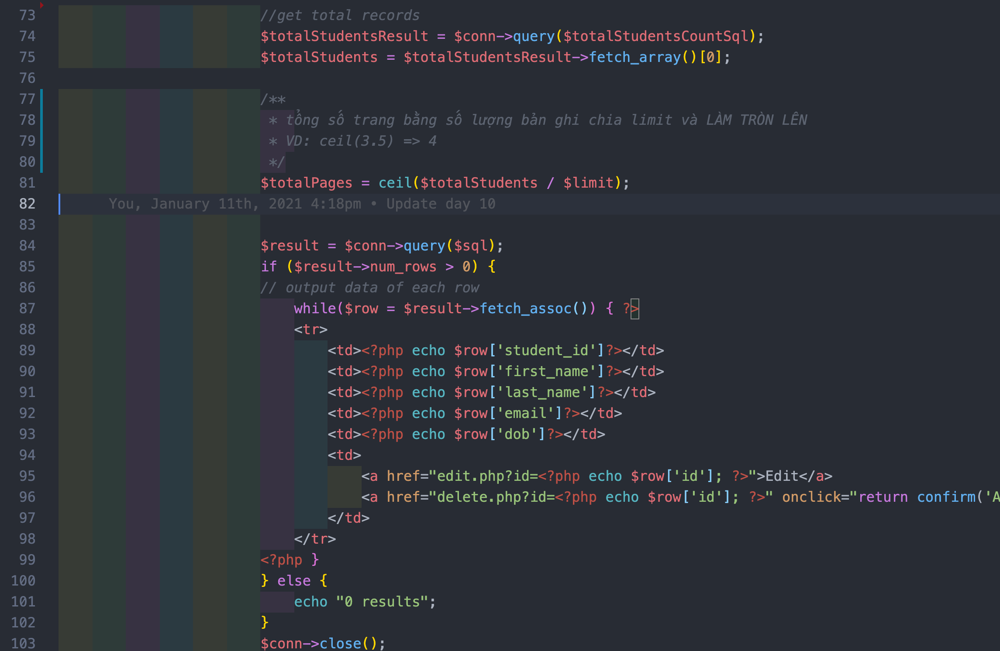 73 //get total records
74 $totalStudentsResult = $conn->query($totalStudentsCountSql);
75 $totalStudents = $totalStudentsResult->fetch_array()[0];
76
77 /**
78 * tổng số trang bằng số lượng bản ghi chia limit và LÀM TRÒN LÊN
79 * VD: ceil(3.5) => 4
80 */
81 $totalPages = ceil($totalStudents / $limit);
82 You, January 11th, 2021 4:18pm • Update day 10
83
84 $result = $conn->query($sql);
85 if ($result->num_rows > 0) {
86 // output data of each row
87 while($row = $result->fetch_assoc()) { ?>
88 <tr>
89 <td><?php echo $row['student_id']?></td>
90 <td><?php echo $row['first_name']?></td>
91 <td><?php echo $row['last_name']?></td>
92 <td><?php echo $row['email']?></td>
93 <td><?php echo $row['dob']?></td>
94 <td>
95 <a href="edit.php?id=<?php echo $row['id']; ?>">Edit</a>
96 <a href="delete.php?id=<?php echo $row['id']; ?>" onclick="return confirm('A
97 </td>
98 </tr>
99 <?php }
100 } else {
101 echo "0 results";
102 }
103 $conn->close();